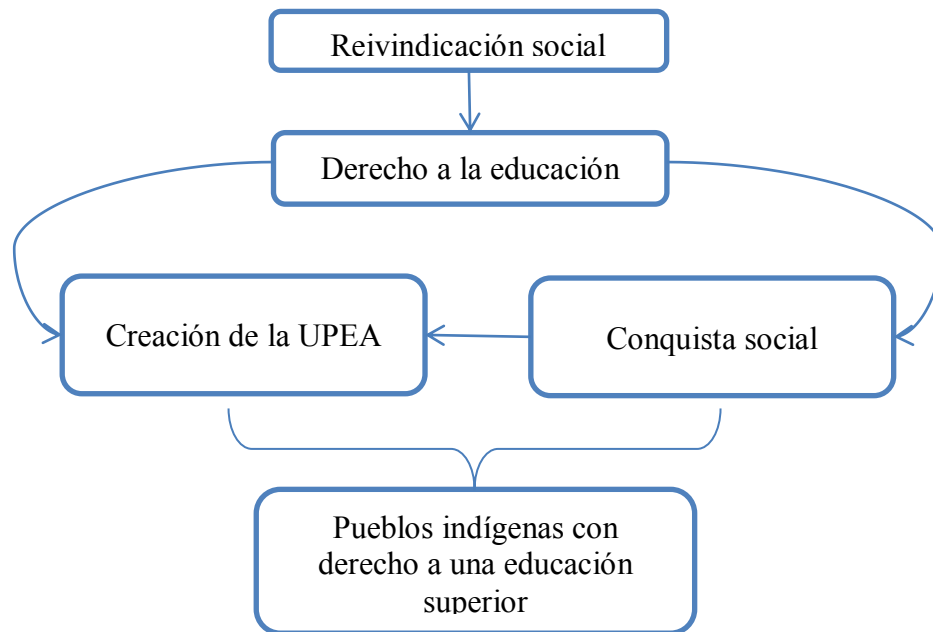 Reivindicación social
Derecho a la educación
Creación de la UPEA
Conquista social
Pueblos indígenas con
derecho a una educación
superior